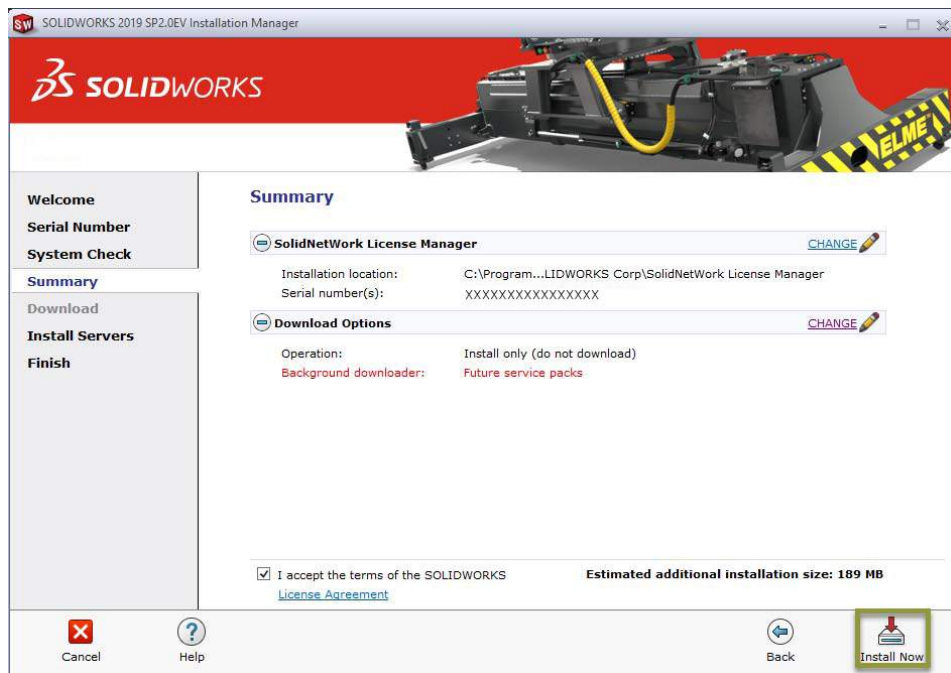 SOLIDWORKS 2019 SP2.0EV Installation Manager
SOLIDWORKS
ELME
Welcome
Serial Number
System Check
Summary
Download
Install Servers
Finish
Summary
SolidNetWork License Manager CHANGE
Installation location: C:\Program...LIDWORKS Corp\SolidNetWork License Manager
Serial number(s): XXXXXXXXXXXXXXXX
Download Options CHANGE
Operation: Install only (do not download)
Background downloader: Future service packs
I accept the terms of the SOLIDWORKS Estimated additional installation size: 189 MB
License Agreement
Cancel Help Back Install Now